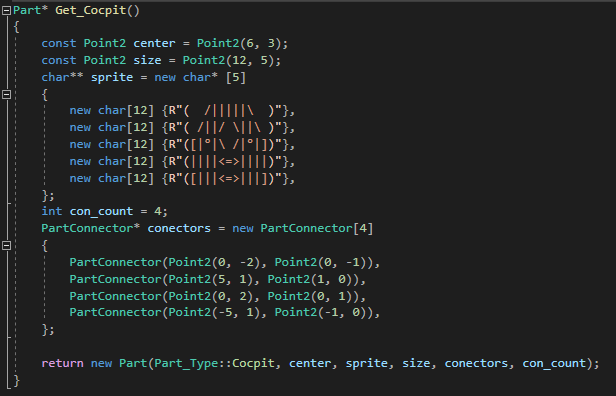 Part* Get_Cocpit()
{
    const Point2 center = Point2(6, 3);
    const Point2 size = Point2(12, 5);
    char** sprite = new char* [5]
    {
        new char[12] {R"(  /|||||\  )"},
        new char[12] {R"( /||/ \||\ )"},
        new char[12] {R"([|°|\ /|°|])"},
        new char[12] {R"(||||<=>||||)"},
        new char[12] {R"([|||<=>|||])"},
    };
    int con_count = 4;
    PartConnector* conectors = new PartConnector[4]
    {
        PartConnector(Point2(0, -2), Point2(0, -1)),
        PartConnector(Point2(5, 1), Point2(1, 0)),
        PartConnector(Point2(0, 2), Point2(0, 1)),
        PartConnector(Point2(-5, 1), Point2(-1, 0)),
    };

    return new Part(Part_Type::Cocpit, center, sprite, size, conectors, con_count);
}